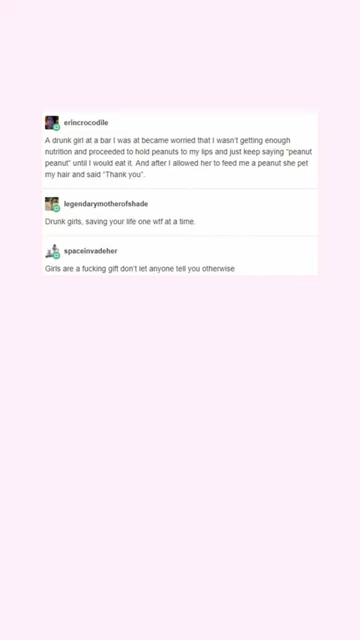 erincrocodile
A drunk girl at a bar I was at became worried that I wasn't getting enough
nutrition and proceeded to hold peanuts to my lips and just keep saying "peanut
peanut" until I would eat it. And after I allowed her to feed me a peanut she pet
my hair and said "Thank you".
legendarymotherofshade
Drunk girls, saving your life one wtf at a time.
spaceinvadeher
Girls are a fucking gift don't let anyone tell you otherwise